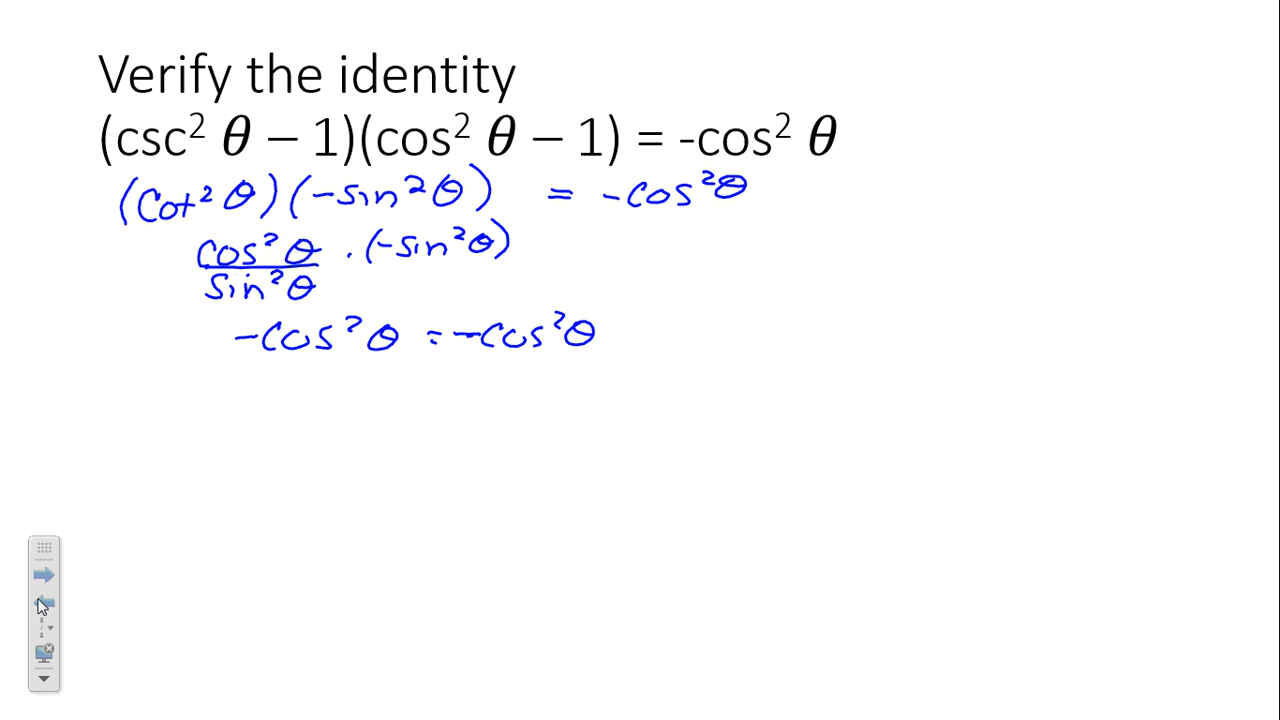 Verify the identity
(csc² θ – 1)(cos² θ – 1) = -cos² θ
(cot² θ)(-sin² θ) = -cos² θ
cos² θ / sin² θ · (-sin² θ)
-cos² θ = -cos² θ